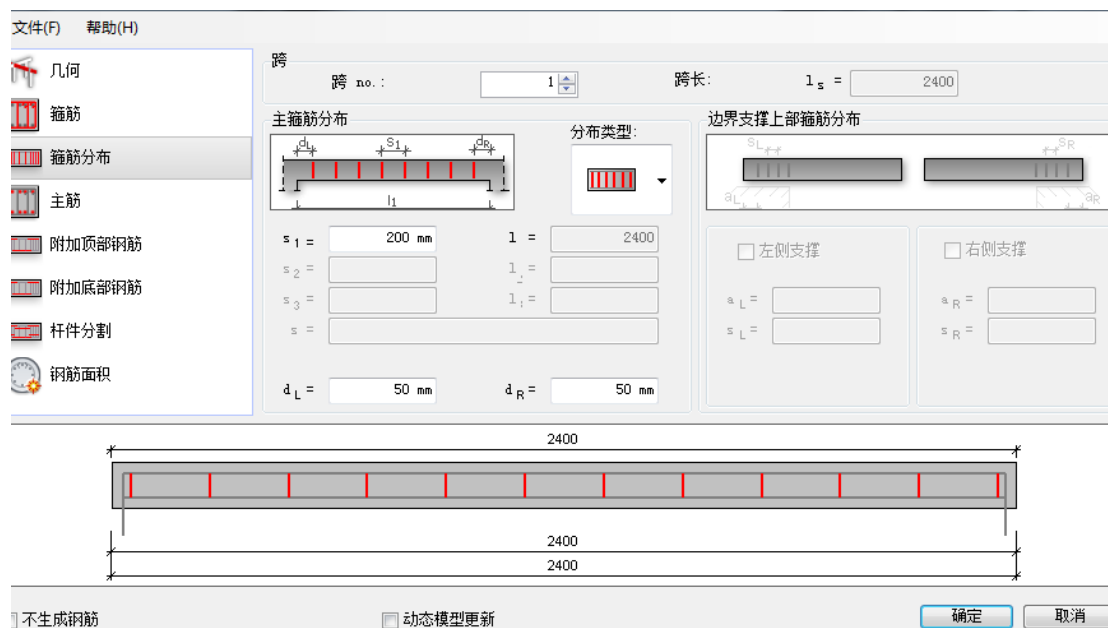 文件(F) 帮助(H)
几何
箍筋
箍筋分布
主筋
附加顶部钢筋
附加底部钢筋
杆件分割
钢筋面积
跨
跨 no.: 1 跨长: l s = 2400
主箍筋分布
dL S1 dR
l1
分布类型:
s 1 = 200 mm l = 2400
s 2 =
s 3 =
s =
d L = 50 mm d R = 50 mm
边界支撑上部箍筋分布
SL SR
aL aR
左侧支撑
a L =
s L =
右侧支撑
a R =
s R =
2400
2400
2400
不生成钢筋 动态模型更新 确定 取消